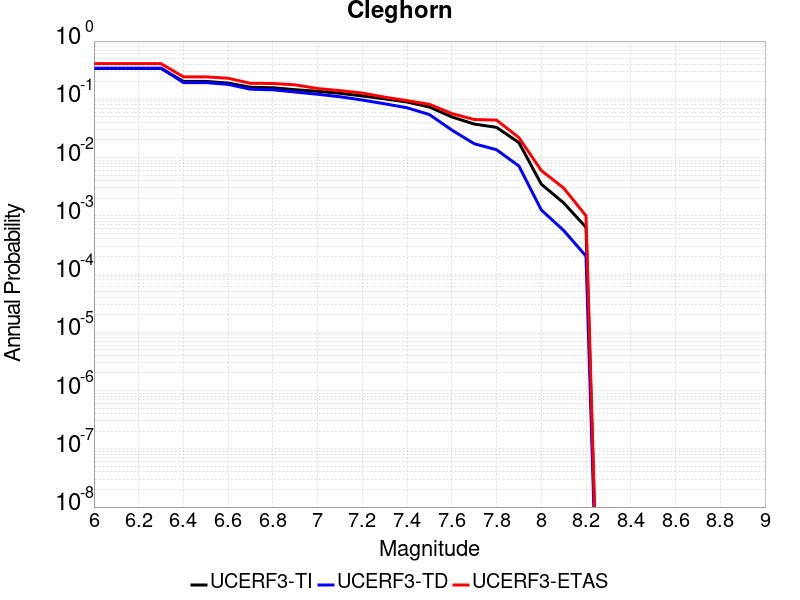 Cleghorn
10^0
10^-1
10^-2
10^-3
10^-4
10^-5
10^-6
10^-7
10^-8
Annual Probability
6 6.2 6.4 6.6 6.8 7 7.2 7.4 7.6 7.8 8 8.2 8.4 8.6 8.8 9
Magnitude
UCERF3-TI UCERF3-TD UCERF3-ETAS